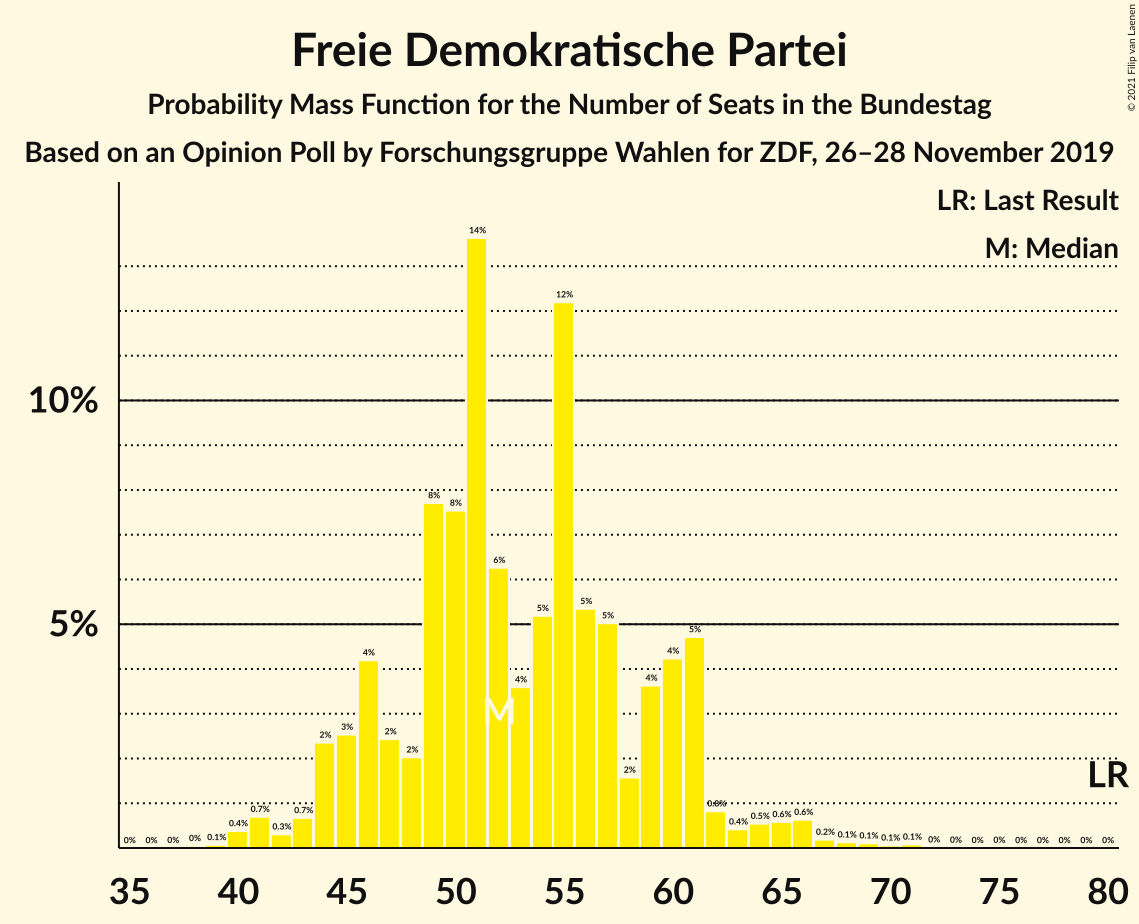 © 2021 Filip van Laenen
Freie Demokratische Partei
Probability Mass Function for the Number of Seats in the Bundestag
Based on an Opinion Poll by Forschungsgruppe Wahlen for ZDF, 26–28 November 2019
LR: Last Result
M: Median
10%
5%
0% 0% 0% 0% 0.1% 0.4% 0.7% 0.3% 0.7% 2% 3% 4% 2% 2% 8% 8% 14% 6% 4% 5% 12% 5% 5% 2% 4% 4% 5% 0.8% 0.4% 0.5% 0.6% 0.6% 0.2% 0.1% 0.1% 0.1% 0.1% 0% 0% 0% 0% 0% 0% 0% 0% 0%
M
LR
35 40 45 50 55 60 65 70 75 80